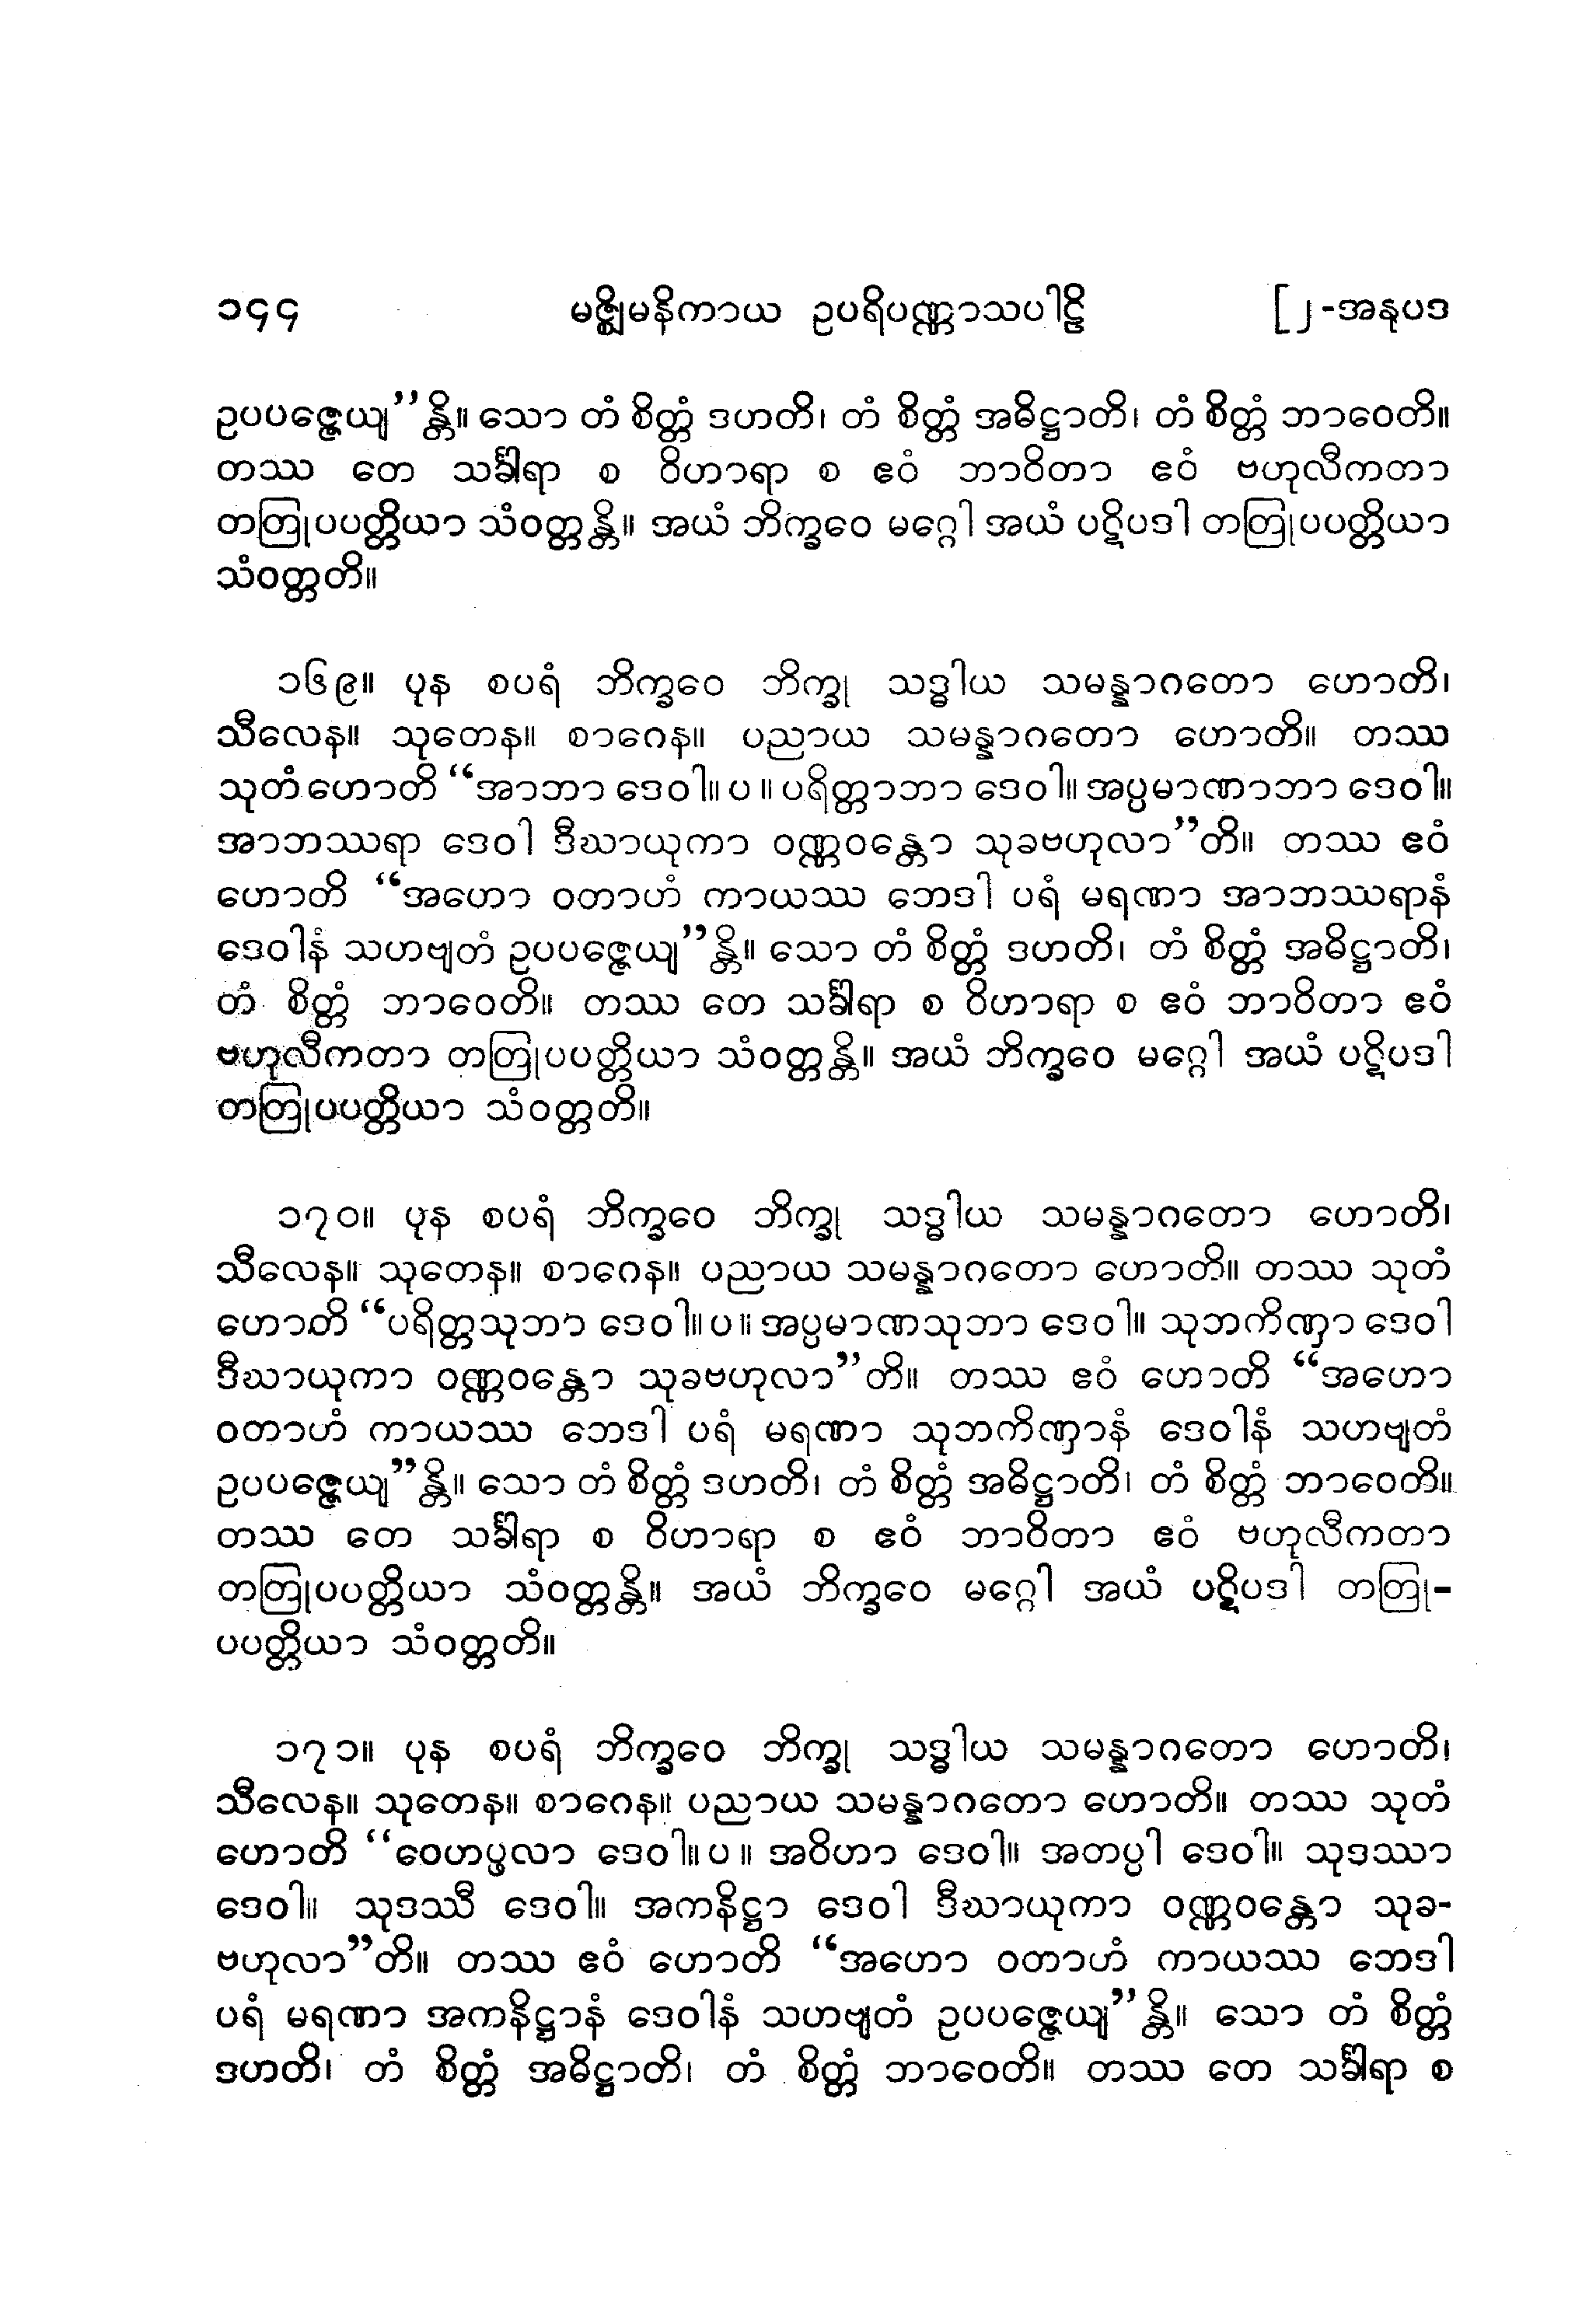 ၁၄၄ မဇ္ဈိမနိကာယ ဥပရိပဏ္ဏာသပါဠိ [၂-အနုပဒ
ဥပပဇ္ဇေယျ”န္တိ။ သော တံ စိတ္တံ ဒဟတိ၊ တံ စိတ္တံ အဓိဋ္ဌာတိ၊ တံ စိတ္တံ ဘာဝေတိ။
တဿ တေ သင်္ခါရာ စ ဝိဟာရာ စ ဧဝံ ဘာဝိတာ ဧဝံ ဗဟုလီကတာ
တတြုပပတ္တိယာ သံဝတ္တန္တိ။ အယံ ဘိက္ခဝေ မဂ္ဂေါ အယံ ပဋိပဒါ တတြုပပတ္တိယာ
သံဝတ္တတိ။
၁၆၉။ ပုန စပရံ ဘိက္ခဝေ ဘိက္ခု သဒ္ဓါယ သမန္နာဂတော ဟောတိ၊
သီလေန။ သုတေန။ စာဂေန။ ပညာယ သမန္နာဂတော ဟောတိ။ တဿ
သုတံ ဟောတိ “အာဘာ ဒေဝါ။ ပ ။ ပရိတ္တာဘာ ဒေဝါ။ အပ္ပမာဏာဘာ ဒေဝါ။
အာဘဿရာ ဒေဝါ ဒီဃာယုကာ ဝဏ္ဏဝန္တော သုခဗဟုလာ”တိ။ တဿ ဧဝံ
ဟောတိ “အဟော ဝတာဟံ ကာယဿ ဘေဒါ ပရံ မရဏာ အာဘဿရာနံ
ဒေဝါနံ သဟဗျတံ ဥပပဇ္ဇေယျ”န္တိ။ သော တံ စိတ္တံ ဒဟတိ၊ တံ စိတ္တံ အဓိဋ္ဌာတိ၊
တံ စိတ္တံ ဘာဝေတိ။ တဿ တေ သင်္ခါရာ စ ဝိဟာရာ စ ဧဝံ ဘာဝိတာ ဧဝံ
ဗဟုလီကတာ တတြုပပတ္တိယာ သံဝတ္တန္တိ။ အယံ ဘိက္ခဝေ မဂ္ဂေါ အယံ ပဋိပဒါ
တတြုပပတ္တိယာ သံဝတ္တတိ။
၁၇၀။ ပုန စပရံ ဘိက္ခဝေ ဘိက္ခု သဒ္ဓါယ သမန္နာဂတော ဟောတိ၊
သီလေန။ သုတေန။ စာဂေန။ ပညာယ သမန္နာဂတော ဟောတိ။ တဿ သုတံ
ဟောတိ “ပရိတ္တသုဘာ ဒေဝါ။ ပ ။ အပ္ပမာဏသုဘာ ဒေဝါ။ သုဘကိဏှာ ဒေဝါ
ဒီဃာယုကာ ဝဏ္ဏဝန္တော သုခဗဟုလာ”တိ။ တဿ ဧဝံ ဟောတိ “အဟော
ဝတာဟံ ကာယဿ ဘေဒါ ပရံ မရဏာ သုဘကိဏှာနံ ဒေဝါနံ သဟဗျတံ
ဥပပဇ္ဇေယျ”န္တိ။ သော တံ စိတ္တံ ဒဟတိ၊ တံ စိတ္တံ အဓိဋ္ဌာတိ၊ တံ စိတ္တံ ဘာဝေတိ။
တဿ တေ သင်္ခါရာ စ ဝိဟာရာ စ ဧဝံ ဘာဝိတာ ဧဝံ ဗဟုလီကတာ
တတြုပပတ္တိယာ သံဝတ္တန္တိ။ အယံ ဘိက္ခဝေ မဂ္ဂေါ အယံ ပဋိပဒါ တတြု-
ပပတ္တိယာ သံဝတ္တတိ။
၁၇၁။ ပုန စပရံ ဘိက္ခဝေ ဘိက္ခု သဒ္ဓါယ သမန္နာဂတော ဟောတိ၊
သီလေန။ သုတေန။ စာဂေန။ ပညာယ သမန္နာဂတော ဟောတိ။ တဿ သုတံ
ဟောတိ “ဝေဟပ္ဖလာ ဒေဝါ။ ပ ။ အဝိဟာ ဒေဝါ။ အတပ္ပါ ဒေဝါ။ သုဒဿာ
ဒေဝါ။ သုဒဿီ ဒေဝါ။ အကနိဋ္ဌာ ဒေဝါ ဒီဃာယုကာ ဝဏ္ဏဝန္တော သုခ-
ဗဟုလာ”တိ။ တဿ ဧဝံ ဟောတိ “အဟော ဝတာဟံ ကာယဿ ဘေဒါ
ပရံ မရဏာ အကနိဋ္ဌာနံ ဒေဝါနံ သဟဗျတံ ဥပပဇ္ဇေယျ”န္တိ။ သော တံ စိတ္တံ
ဒဟတိ၊ တံ စိတ္တံ အဓိဋ္ဌာတိ၊ တံ စိတ္တံ ဘာဝေတိ။ တဿ တေ သင်္ခါရာ စ